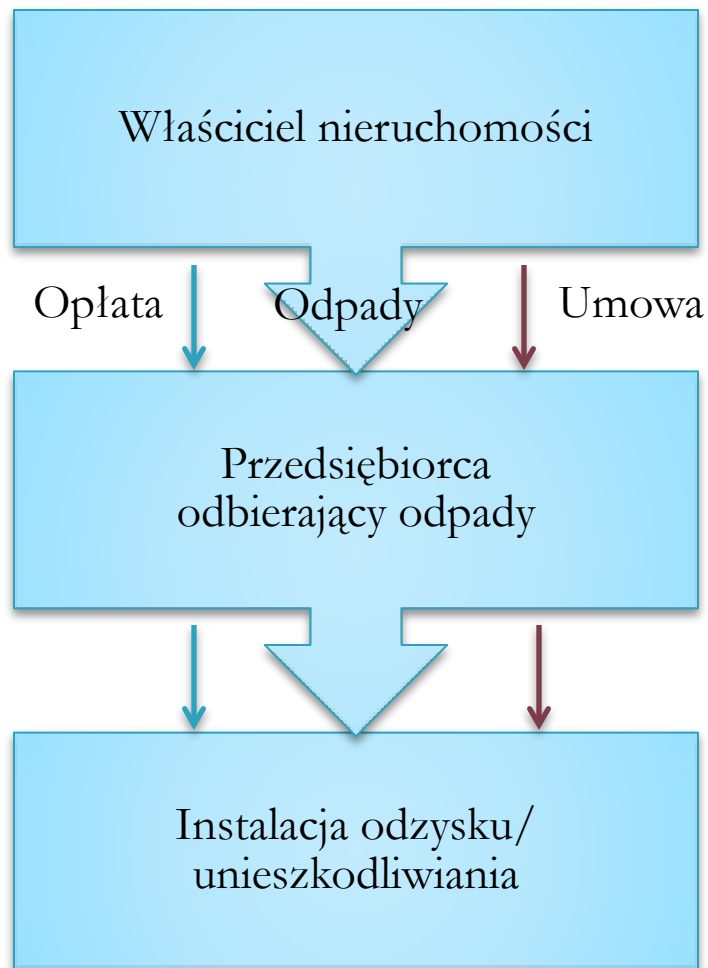 Właściciel nieruchomości
Opłata
Odpady
Umowa
Przedsiębiorca
odbierający odpady
Instalacja odzysku/
unieszkodliwiania